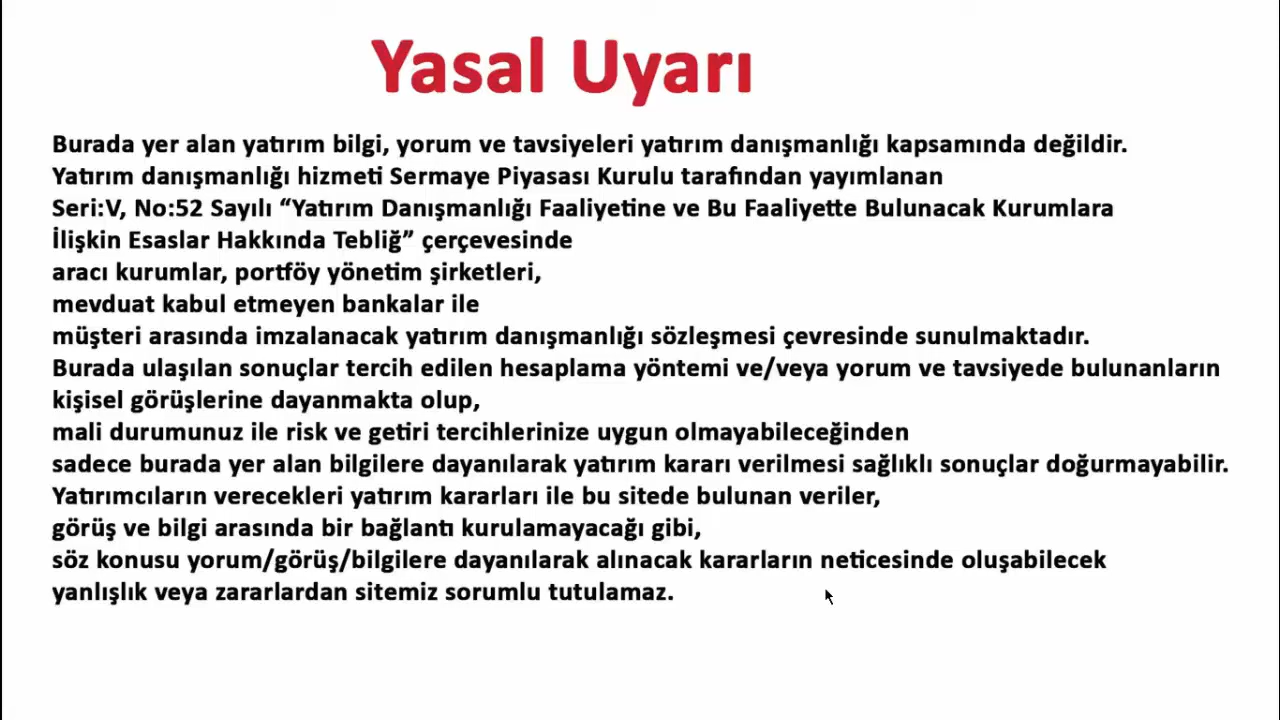 Yasal Uyarı
Burada yer alan yatırım bilgi, yorum ve tavsiyeleri yatırım danışmanlığı kapsamında değildir.
Yatırım danışmanlığı hizmeti Sermaye Piyasası Kurulu tarafından yayımlanan
Seri:V, No:52 Sayılı “Yatırım Danışmanlığı Faaliyetine ve Bu Faaliyette Bulunacak Kurumlara
İlişkin Esaslar Hakkında Tebliğ” çerçevesinde
aracı kurumlar, portföy yönetim şirketleri,
mevduat kabul etmeyen bankalar ile
müşteri arasında imzalanacak yatırım danışmanlığı sözleşmesi çevresinde sunulmaktadır.
Burada ulaşılan sonuçlar tercih edilen hesaplama yöntemi ve/veya yorum ve tavsiyede bulunanların
kişisel görüşlerine dayanmakta olup,
mali durumunuz ile risk ve getiri tercihlerinize uygun olmayabileceğinden
sadece burada yer alan bilgilere dayanılarak yatırım kararı verilmesi sağlıklı sonuçlar doğurmayabilir.
Yatırımcıların verecekleri yatırım kararları ile bu sitede bulunan veriler,
görüş ve bilgi arasında bir bağlantı kurulamayacağı gibi,
söz konusu yorum/görüş/bilgilere dayanılarak alınacak kararların neticesinde oluşabilecek
yanlışlık veya zararlardan sitemiz sorumlu tutulamaz.